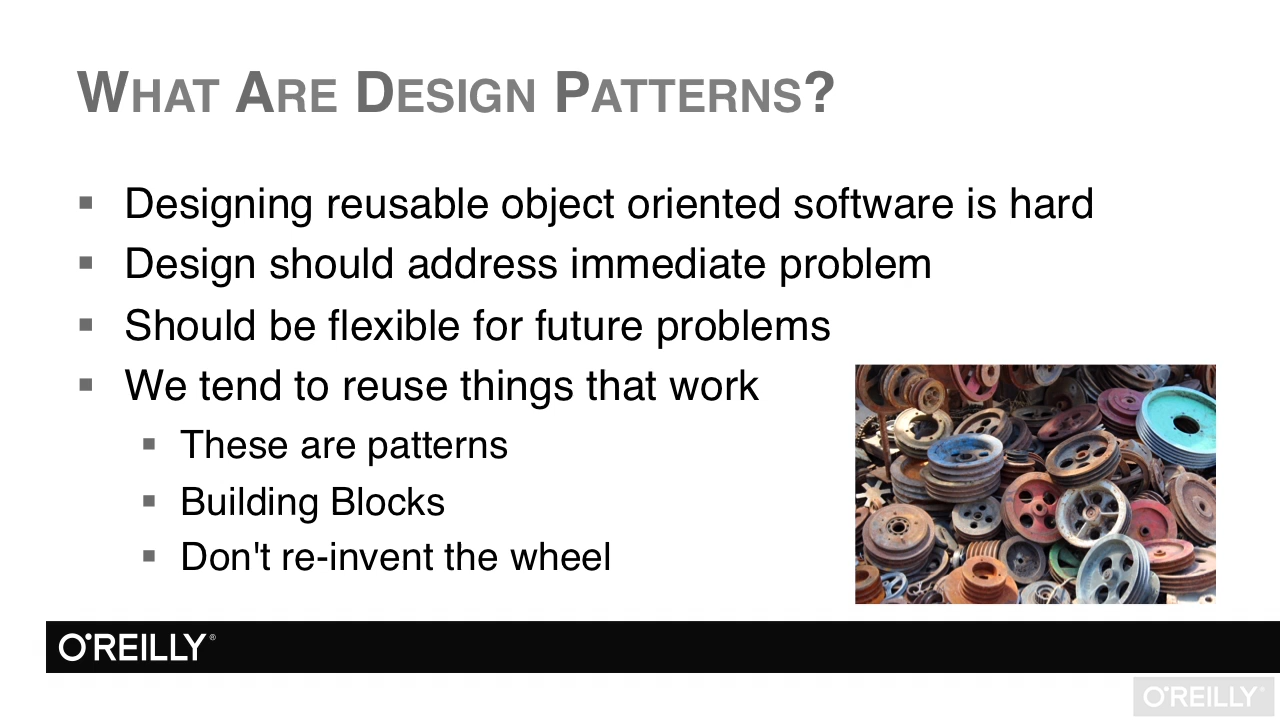 What Are Design Patterns?
Designing reusable object oriented software is hard
Design should address immediate problem
Should be flexible for future problems
We tend to reuse things that work
These are patterns
Building Blocks
Don't re-invent the wheel
O'REILLY®
O'REILLY®